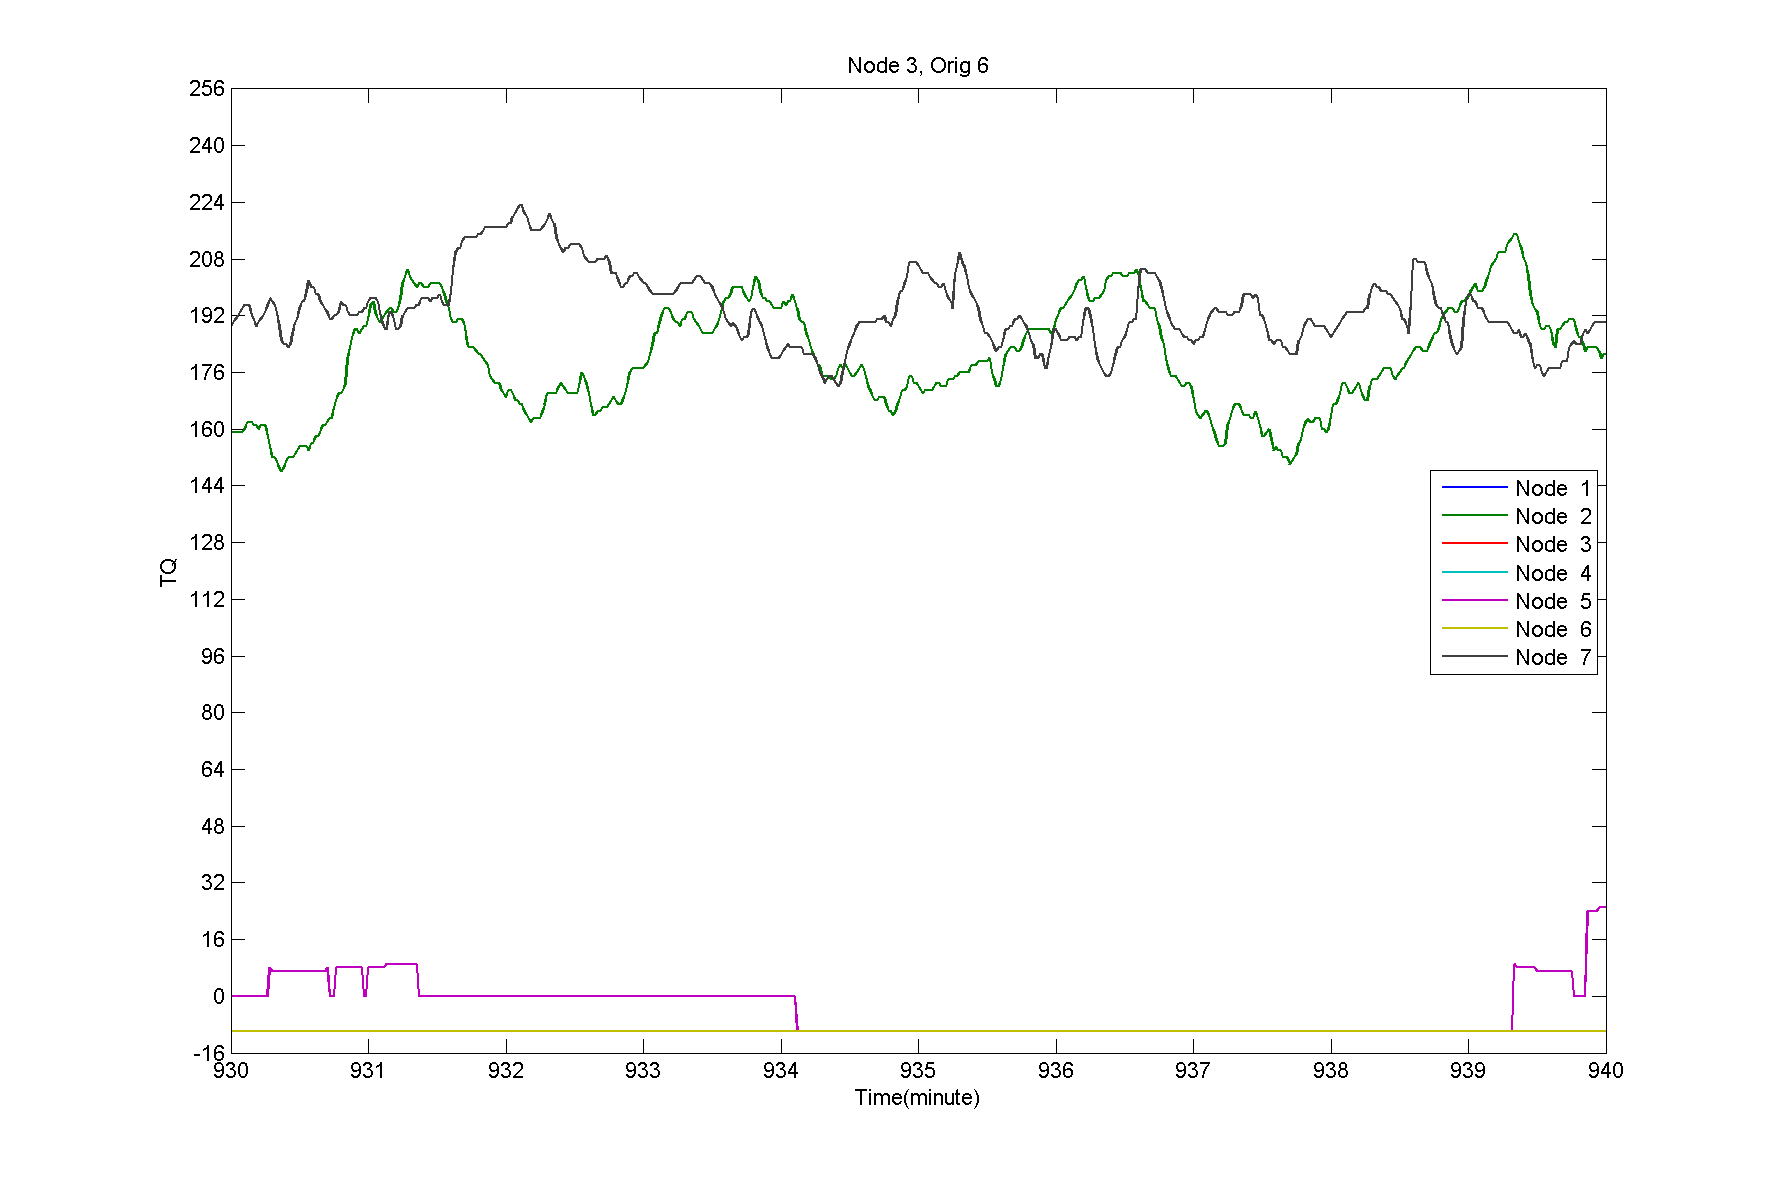 Node 3, Orig 6
256
240
224
208
192
176
160
144
128
112
96
80
64
48
32
16
0
-16
TQ
Node 1
Node 2
Node 3
Node 4
Node 5
Node 6
Node 7
930 931 932 933 934 935 936 937 938 939 940
Time(minute)